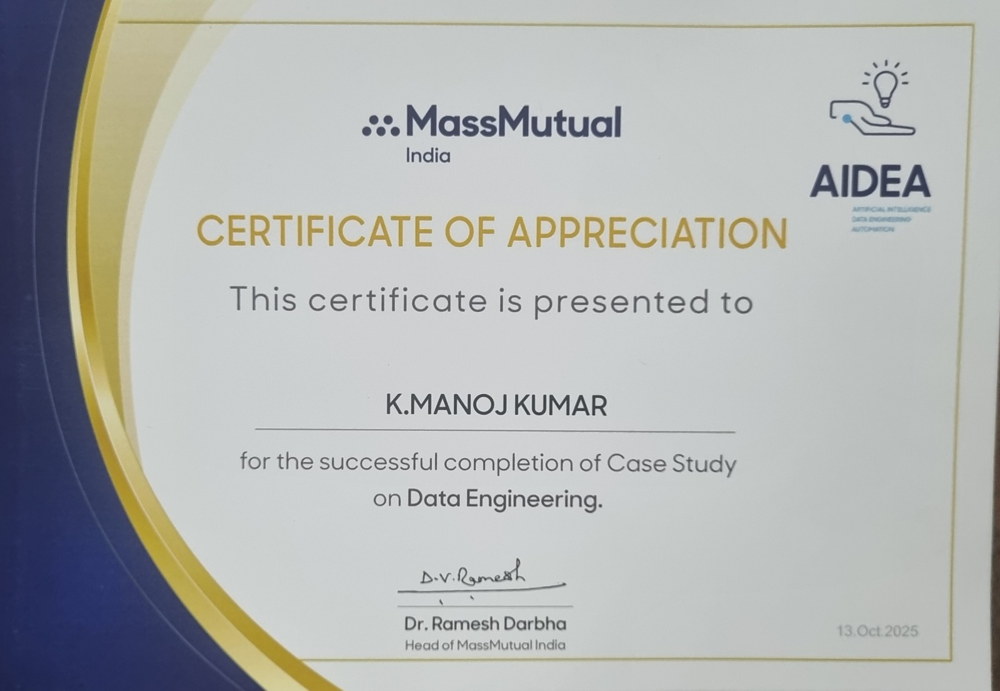 MassMutual
India
AIDEA
ARTIFICIAL INTELLIGENCE
DATA ENGINEERING
AUTOMATION
CERTIFICATE OF APPRECIATION
This certificate is presented to
K.MANOJ KUMAR
for the successful completion of Case Study
on Data Engineering.
D.V.Ramesh
Dr. Ramesh Darbha
Head of MassMutual India
13.Oct.2025